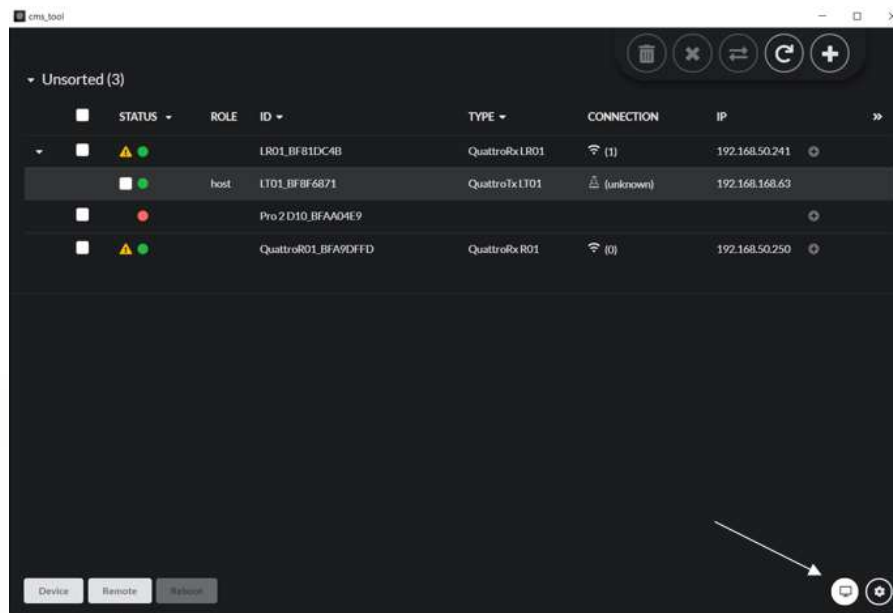 cms_tool
Unsorted (3)
STATUS ROLE ID TYPE CONNECTION IP »
LR01_BF81DC4B QuattroRx LR01 (1) 192.168.50.241
host LT01_BF8F6871 QuattroTx LT01 (unknown) 192.168.168.63
Pro 2 D10_BFAA04E9
QuattroR01_BFA9DFFD QuattroRx R01 (0) 192.168.50.250
Device Remote Reboot